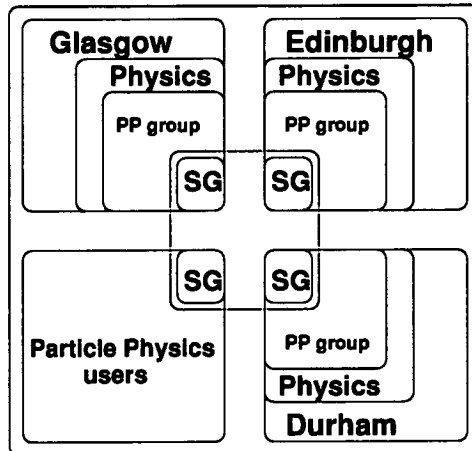 Glasgow
Physics
PP group
SG
Edinburgh
Physics
PP group
SG
SG
Particle Physics
users
SG
PP group
Physics
Durham